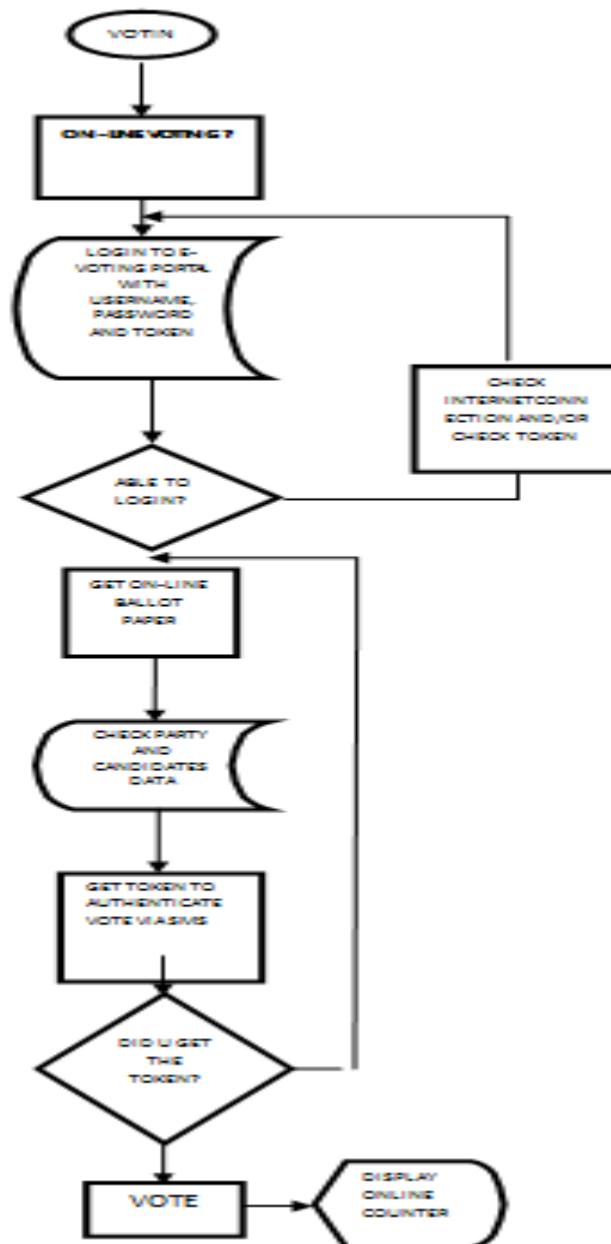 VOTIN
ON-LINE VOTING?
LOGIN TO E-
VOTING PORTAL
WITH
USERNAME,
PASSWORD
AND TOKEN
CHECK
INTERNETCONN
ECTION AND/OR
CHECK TOKEN
ABLE TO
LOGIN?
GET ON-LINE
BALLOT
PAPER
CHECK PARTY
AND
CANDIDATES
DATA
GET TOKEN TO
AUTHENTICATE
VOTE VIA SMS
DID U GET
THE
TOKEN?
VOTE
DISPLAY
ONLINE
COUNTER